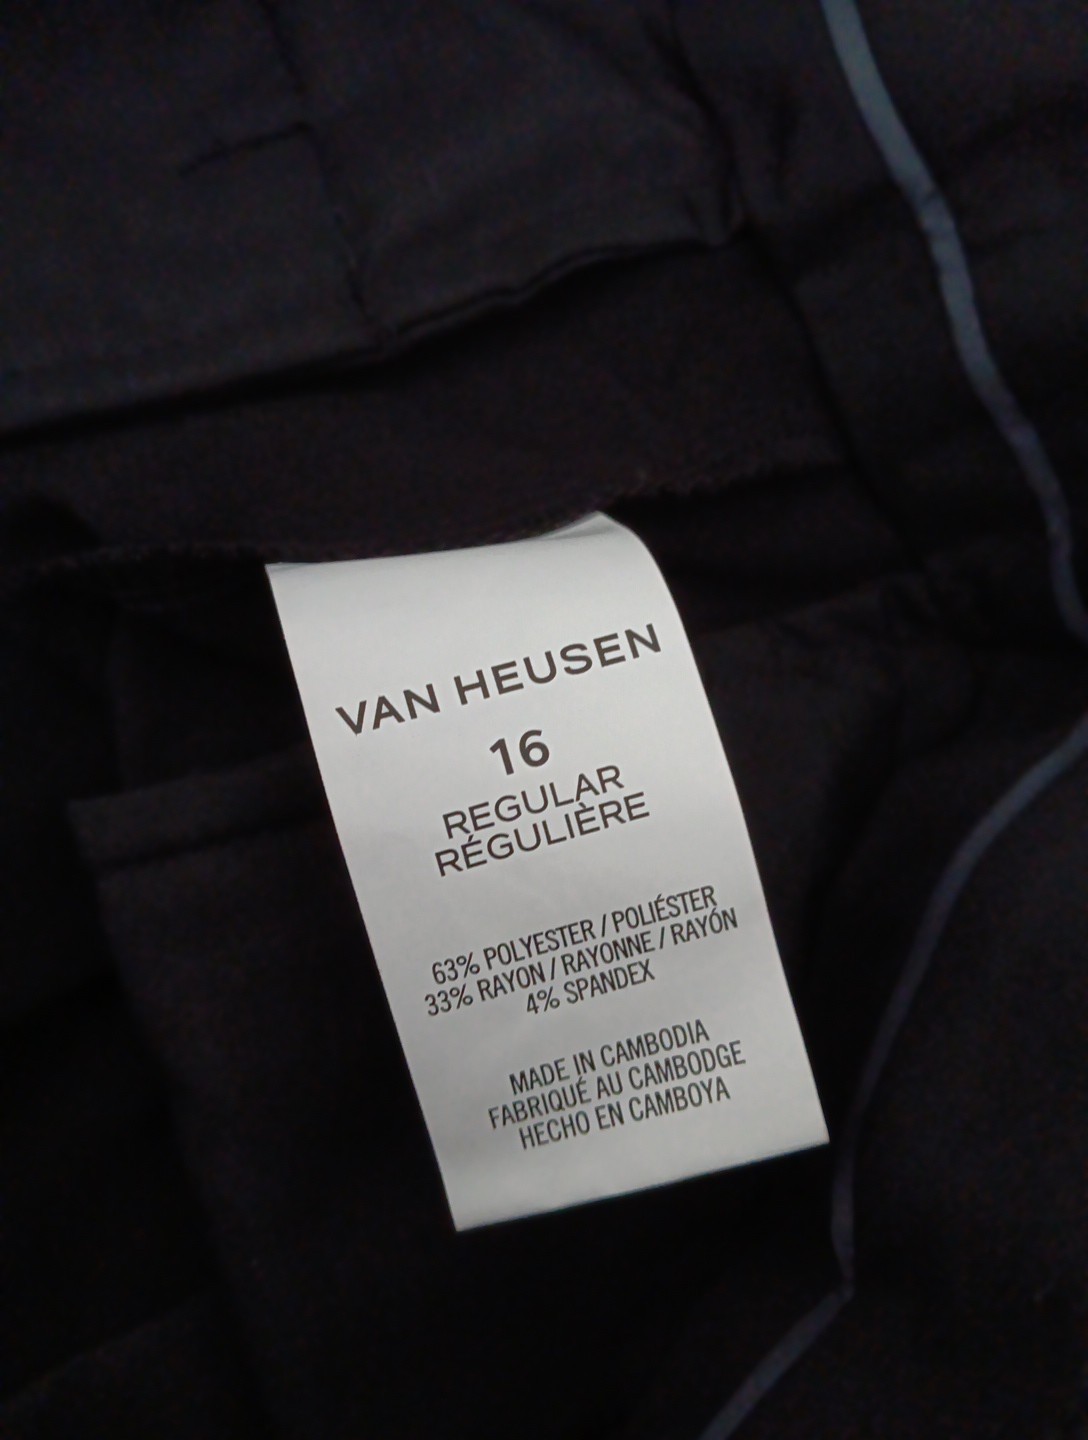 VAN HEUSEN
16
REGULAR
RÉGULIÈRE
63% POLYESTER / POLIÉSTER
33% RAYON / RAYONNE / RAYÓN
4% SPANDEX
MADE IN CAMBODIA
FABRIQUÉ AU CAMBODGE
HECHO EN CAMBOYA